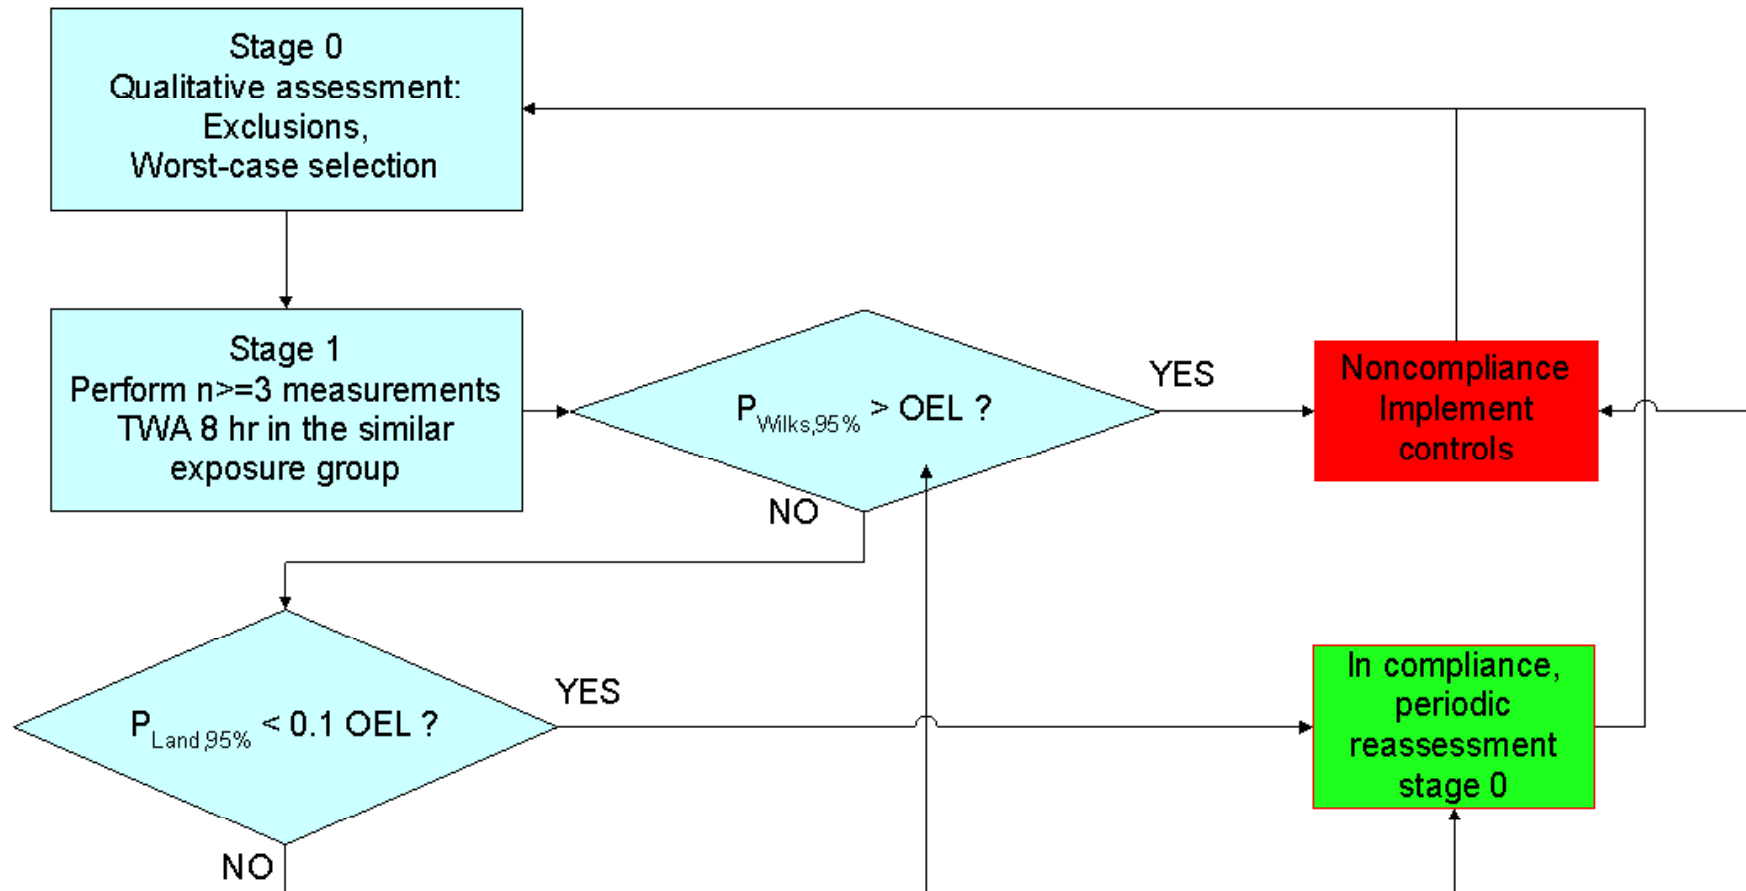 Stage 0
Qualitative assessment:
Exclusions,
Worst-case selection
Stage 1
Perform n>=3 measurements
TWA 8 hr in the similar
exposure group
P Wilks,95% > OEL ?
YES
NO
Noncompliance
Implement
controls
P Land,95% < 0.1 OEL ?
YES
NO
In compliance,
periodic
reassessment
stage 0